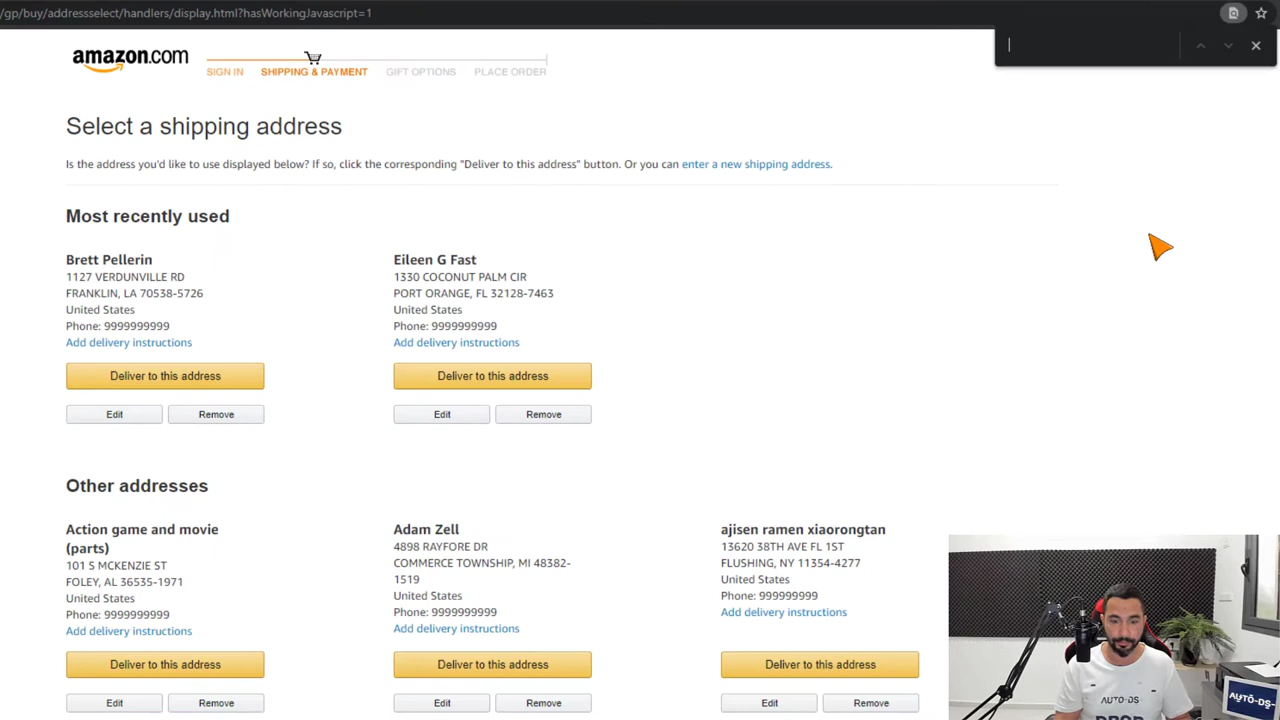 /gp/buy/addressselect/handlers/display.html?hasWorkingJavascript=1
amazon.com
SIGN IN SHIPPING & PAYMENT GIFT OPTIONS PLACE ORDER
Select a shipping address
Is the address you'd like to use displayed below? If so, click the corresponding "Deliver to this address" button. Or you can enter a new shipping address.
Most recently used
Brett Pellerin
1127 VERDUNVILLE RD
FRANKLIN, LA 70538-5726
United States
Phone: 9999999999
Add delivery instructions
Deliver to this address
Edit Remove
Eileen G Fast
1330 COCONUT PALM CIR
PORT ORANGE, FL 32128-7463
United States
Phone: 9999999999
Add delivery instructions
Deliver to this address
Edit Remove
Other addresses
Action game and movie
(parts)
101 S MCKENZIE ST
FOLEY, AL 36535-1971
United States
Phone: 9999999999
Add delivery instructions
Deliver to this address
Edit Remove
Adam Zell
4898 RAYFORE DR
COMMERCE TOWNSHIP, MI 48382-
1519
United States
Phone: 9999999999
Add delivery instructions
Deliver to this address
Edit Remove
ajisen ramen xiaorongtan
13620 38TH AVE FL 1ST
FLUSHING, NY 11354-4277
United States
Phone: 999999999
Add delivery instructions
Deliver to this address
Edit Remove
AUTO-DS
DROP
AUTO-DS